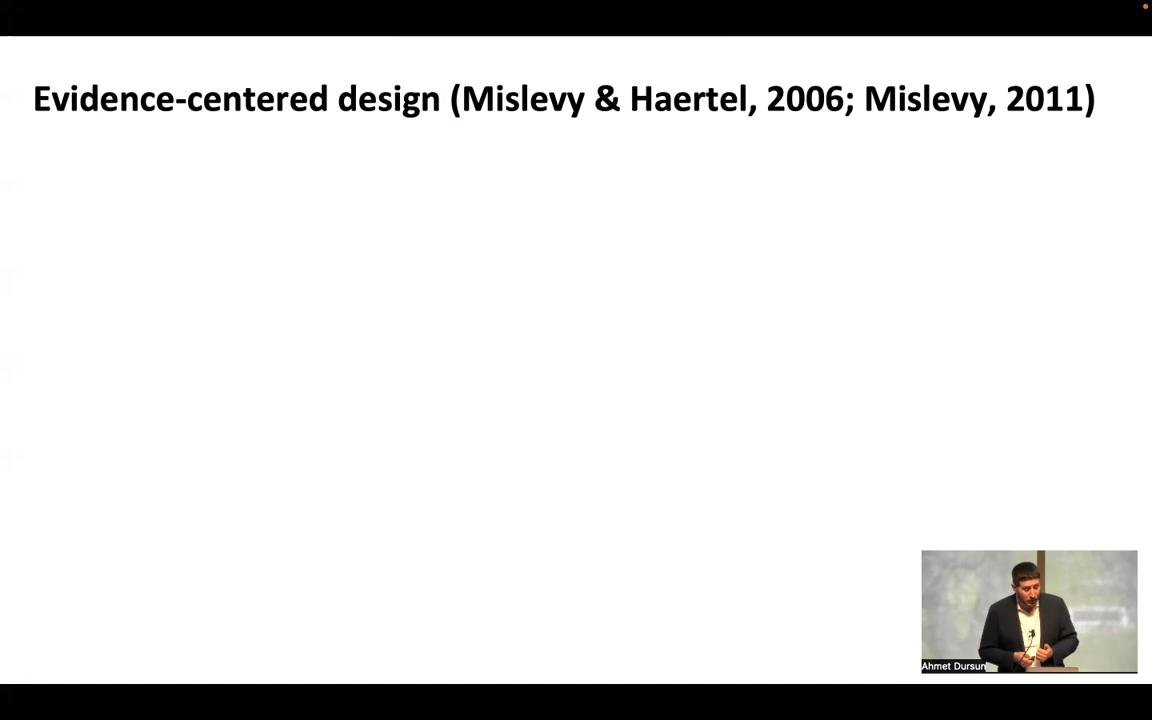 Evidence-centered design (Mislevy & Haertel, 2006; Mislevy, 2011)
Ahmet Dursun